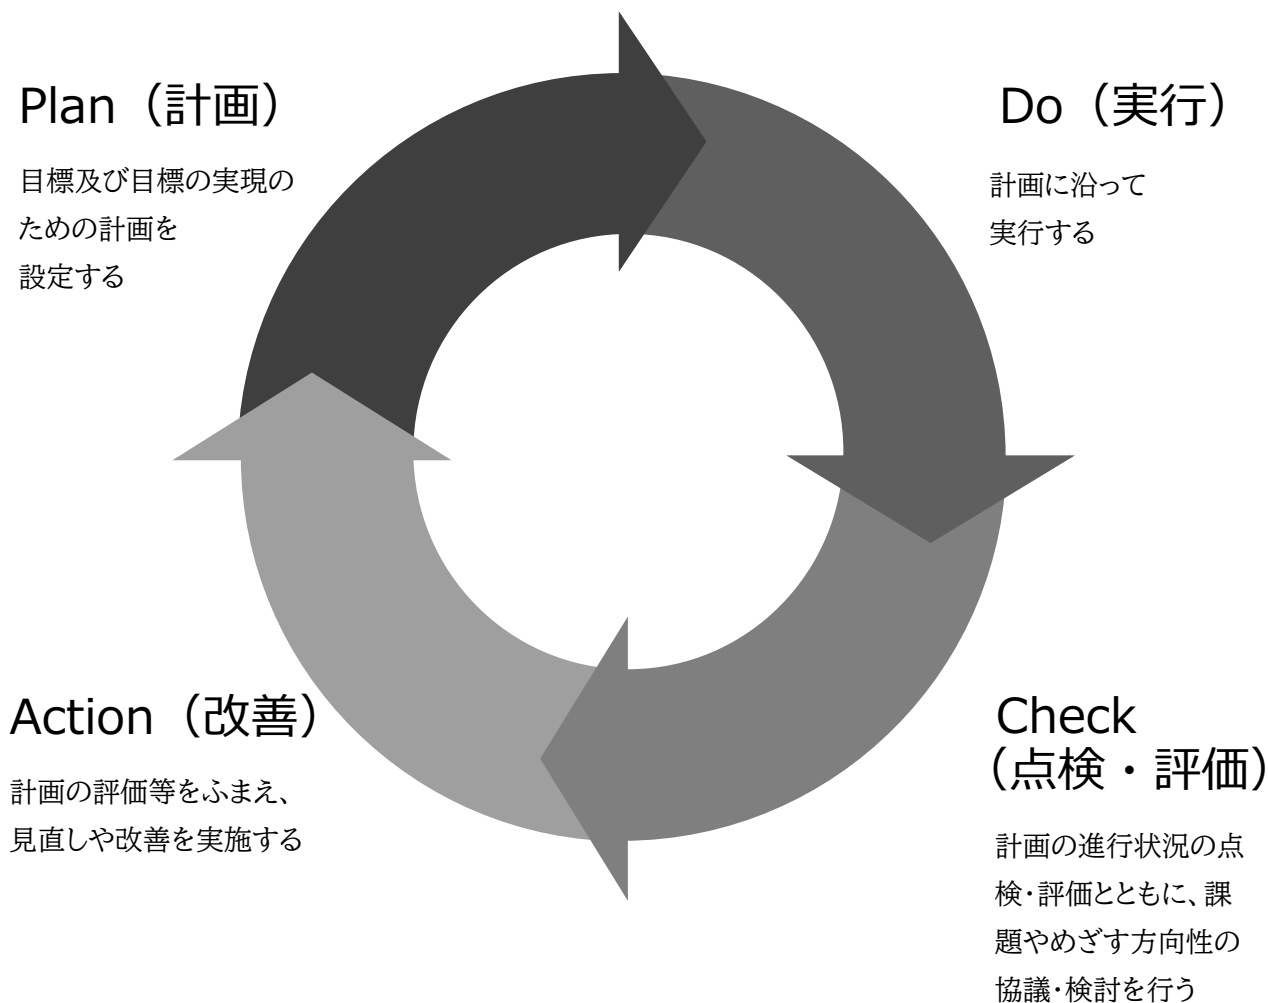 Plan（計画）
目標及び目標の実現の
ための計画を
設定する
Do（実行）
計画に沿って
実行する
Check
（点検・評価）
計画の進行状況の点
検・評価とともに、課
題やめざす方向性の
協議・検討を行う
Action（改善）
計画の評価等をふまえ、
見直しや改善を実施する